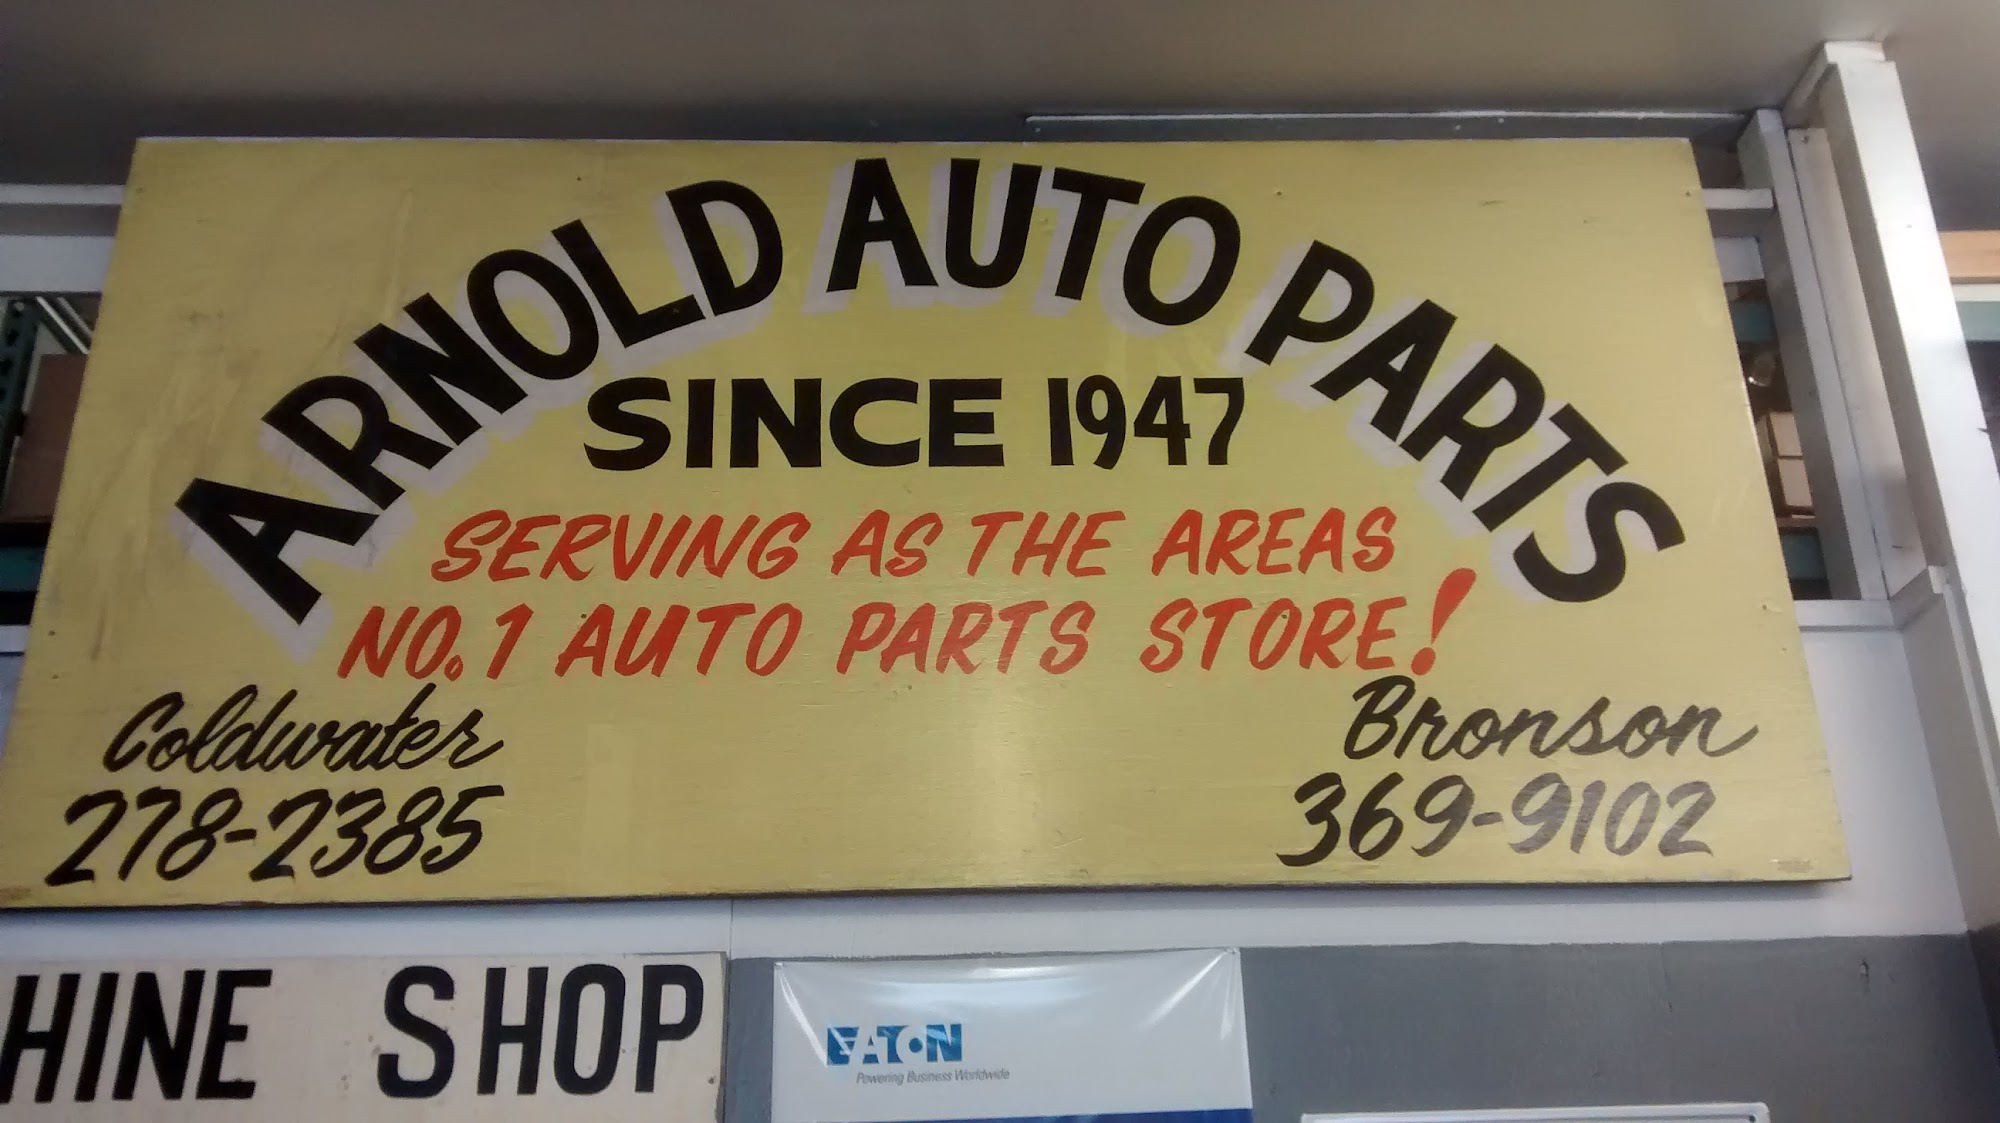 ARNOLD AUTO PARTS
SINCE 1947
SERVING AS THE AREAS
NO. 1 AUTO PARTS STORE!
Coldwater
278-2385
Bronson
369-9102
HINE SHOP
EATON
Powering Business Worldwide